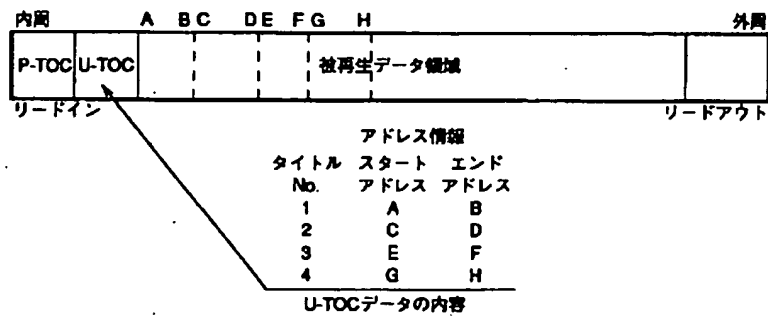 内周 A B C D E F G H 外周
P-TOC U-TOC 被再生データ領域
リードイン リードアウト
アドレス情報
タイトル スタート エンド
No. アドレス アドレス
1 A B
2 C D
3 E F
4 G H
U-TOCデータの内容